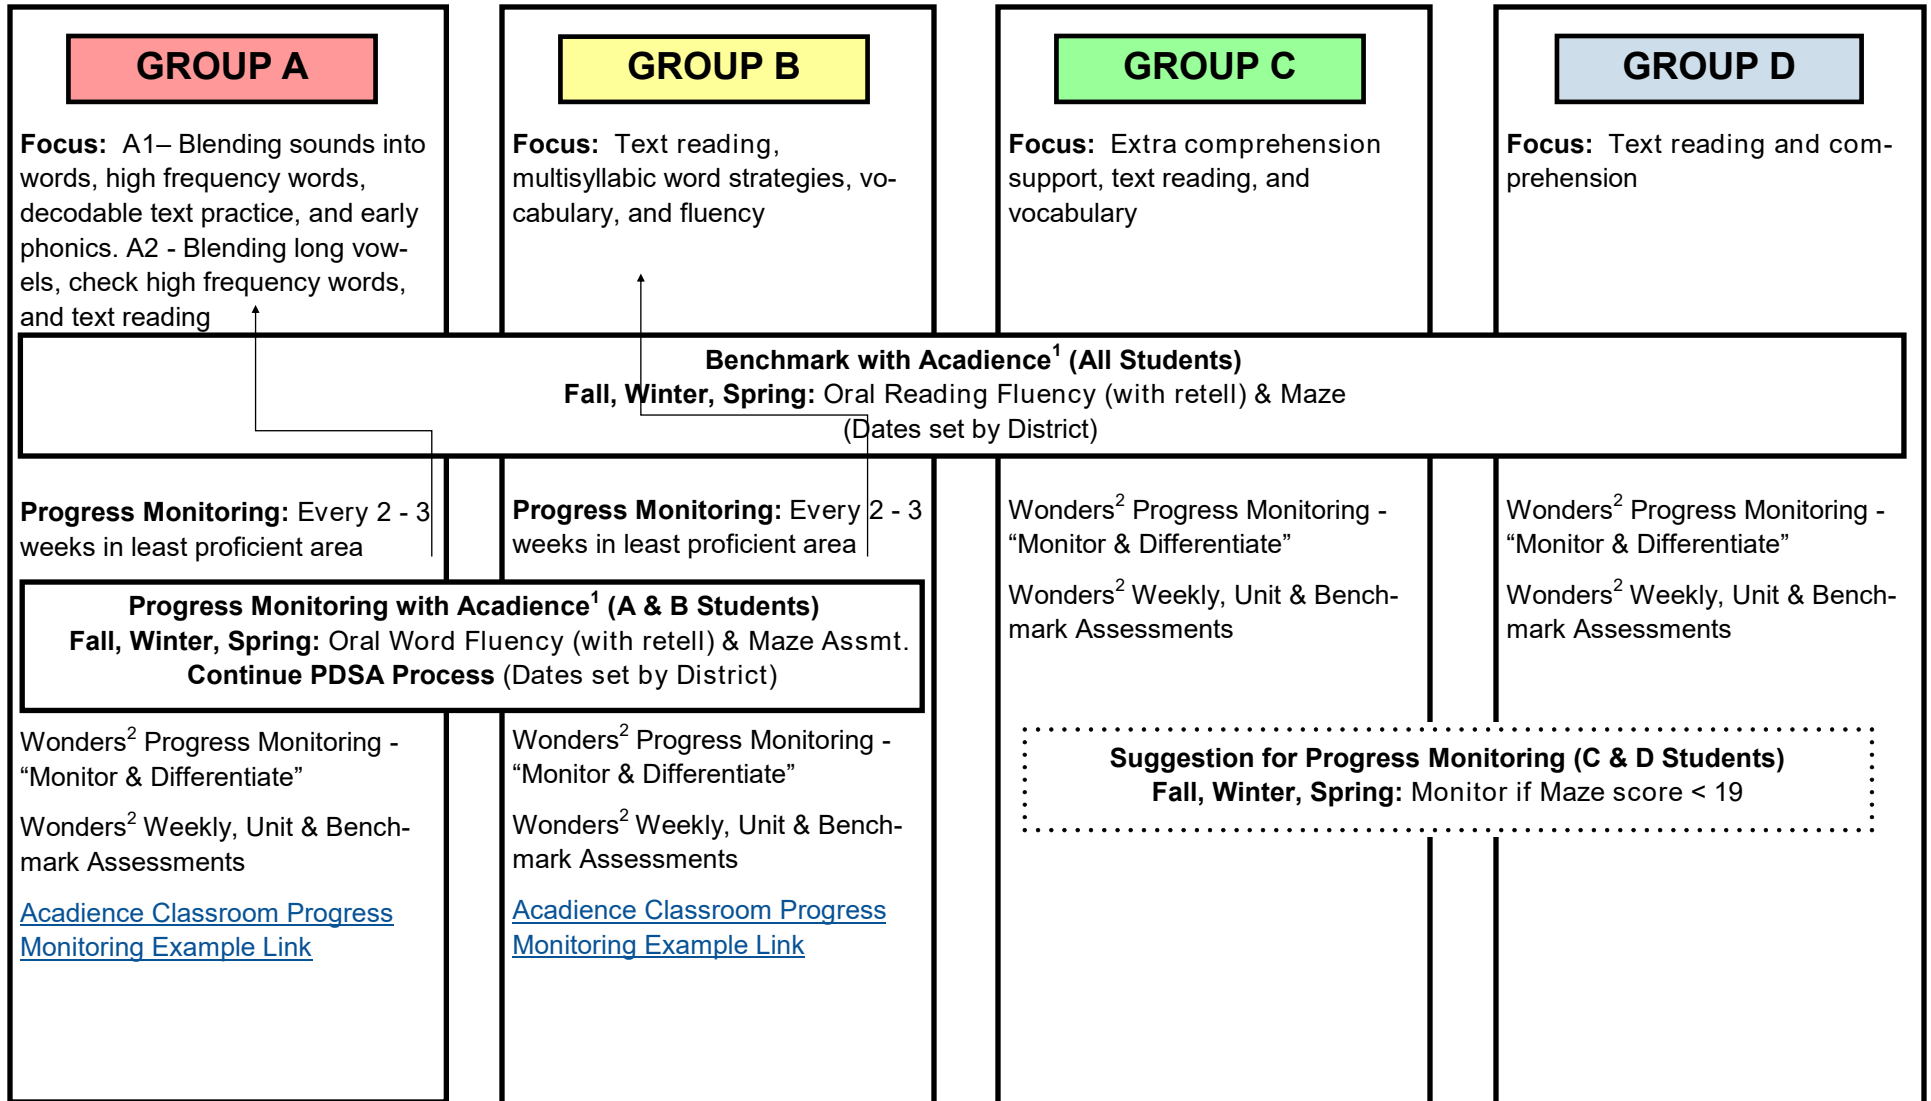 GROUP A
Focus: A1– Blending sounds into
words, high frequency words,
decodable text practice, and early
phonics. A2 - Blending long vow-
els, check high frequency words,
and text reading
GROUP B
Focus: Text reading,
multisyllabic word strategies, vo-
cabulary, and fluency
GROUP C
Focus: Extra comprehension
support, text reading, and
vocabulary
GROUP D
Focus: Text reading and com-
prehension
Benchmark with Acadience¹ (All Students)
Fall, Winter, Spring: Oral Reading Fluency (with retell) & Maze
(Dates set by District)
Progress Monitoring: Every 2 - 3
weeks in least proficient area
Progress Monitoring: Every 2 - 3
weeks in least proficient area
Progress Monitoring with Acadience¹ (A & B Students)
Fall, Winter, Spring: Oral Word Fluency (with retell) & Maze Assmt.
Continue PDSA Process (Dates set by District)
Wonders² Progress Monitoring -
“Monitor & Differentiate”
Wonders² Weekly, Unit & Bench-
mark Assessments
Acadience Classroom Progress
Monitoring Example Link
Wonders² Progress Monitoring -
“Monitor & Differentiate”
Wonders² Weekly, Unit & Bench-
mark Assessments
Acadience Classroom Progress
Monitoring Example Link
Wonders² Progress Monitoring -
“Monitor & Differentiate”
Wonders² Weekly, Unit & Bench-
mark Assessments
Wonders² Progress Monitoring -
“Monitor & Differentiate”
Wonders² Weekly, Unit & Bench-
mark Assessments
Suggestion for Progress Monitoring (C & D Students)
Fall, Winter, Spring: Monitor if Maze score < 19